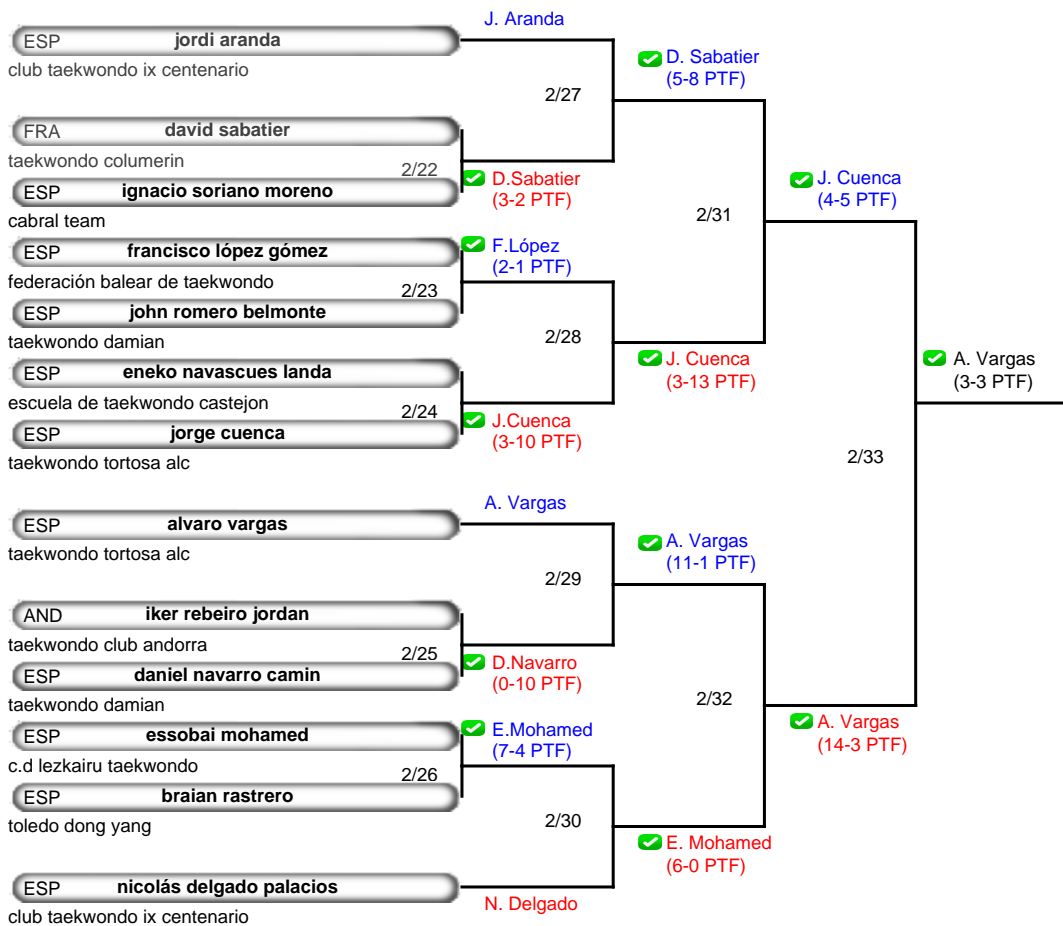 J. Aranda
ESP jordi aranda
club taekwondo ix centenario
D. Sabatier
(5-8 PTF)
2/27
FRA david sabatier
taekwondo columerin
2/22
ESP ignacio soriano moreno
cabral team
D.Sabatier
(3-2 PTF)
J. Cuenca
(4-5 PTF)
2/31
ESP francisco lópez gómez
federación balear de taekwondo
F.López
(2-1 PTF)
2/23
ESP john romero belmonte
taekwondo damian
2/28
J. Cuenca
(3-13 PTF)
ESP eneko navascues landa
escuela de taekwondo castejon
2/24
ESP jorge cuenca
taekwondo tortosa alc
J.Cuenca
(3-10 PTF)
A. Vargas
(3-3 PTF)
2/33
A. Vargas
ESP alvaro vargas
taekwondo tortosa alc
A. Vargas
(11-1 PTF)
2/29
AND iker rebeiro jordan
taekwondo club andorra
2/25
ESP daniel navarro camin
taekwondo damian
D.Navarro
(0-10 PTF)
2/32
ESP essobai mohamed
c.d lezkairu taekwondo
E.Mohamed
(7-4 PTF)
A. Vargas
(14-3 PTF)
2/26
ESP braian rastrero
toledo dong yang
2/30
E. Mohamed
(6-0 PTF)
ESP nicolás delgado palacios
club taekwondo ix centenario
N. Delgado